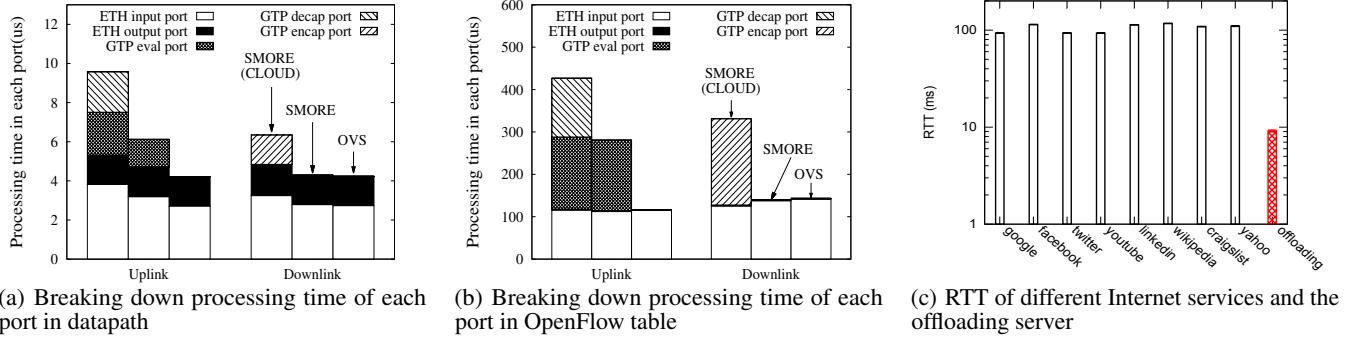 Processing time in each port(us)
12
10
8
6
4
2
0
ETH input port
ETH output port
GTP eval port
GTP decap port
GTP encap port
SMORE
(CLOUD)
SMORE
OVS
Uplink
Downlink
(a) Breaking down processing time of each
port in datapath
Processing time in each port(us)
600
500
400
300
200
100
0
ETH input port
ETH output port
GTP eval port
GTP decap port
GTP encap port
SMORE
(CLOUD)
SMORE
OVS
Uplink
Downlink
(b) Breaking down processing time of each
port in OpenFlow table
RTT (ms)
100
10
1
google
facebook
twitter
youtube
linkedin
wikipedia
craigslist
yahoo
offloading
(c) RTT of different Internet services and the
offloading server